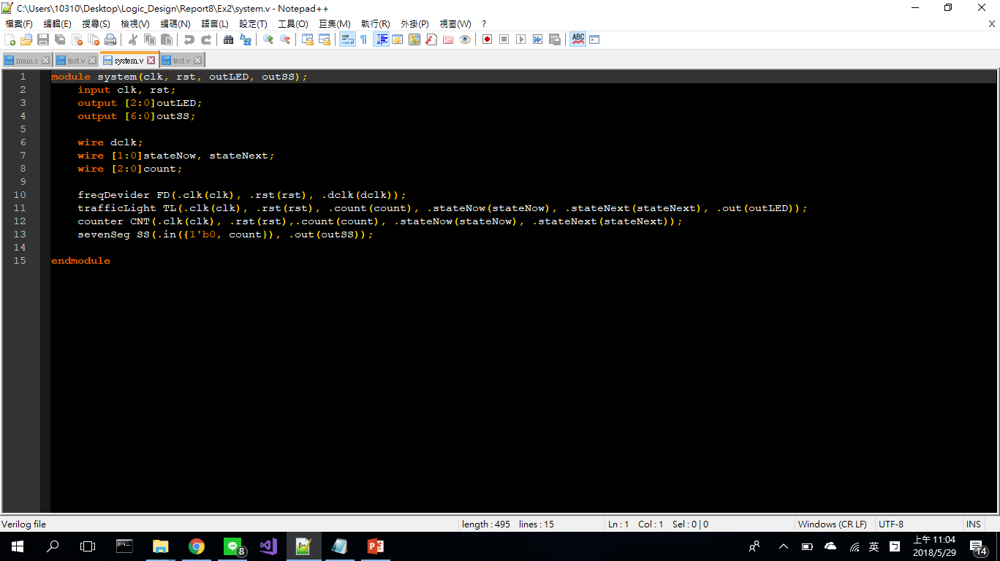 C:\Users\10310\Desktop\Logic_Design\Report8\Ex2\system.v - Notepad++
檔案(F) 編輯(E) 搜尋(S) 檢視(V) 編碼(N) 語言(L) 設定(T) 工具(O) 巨集(M) 執行(R) 外掛(P) 視窗(W) ? X
main.c test.v system.v test.v
1 module system(clk, rst, outLED, outSS);
2 input clk, rst;
3 output [2:0]outLED;
4 output [6:0]outSS;
5
6 wire dclk;
7 wire [1:0]stateNow, stateNext;
8 wire [2:0]count;
9
10 freqDevider FD(.clk(clk), .rst(rst), .dclk(dclk));
11 trafficLight TL(.clk(clk), .rst(rst), .count(count), .stateNow(stateNow), .stateNext(stateNext), .out(outLED));
12 counter CNT(.clk(clk), .rst(rst),.count(count), .stateNow(stateNow), .stateNext(stateNext));
13 sevenSeg SS(.in({1'b0, count}), .out(outSS));
14
15 endmodule
Verilog file length : 495 lines : 15 Ln : 1 Col : 1 Sel : 0 | 0 Windows (CR LF) UTF-8 INS
8 英 上午 11:04
2018/5/29 14